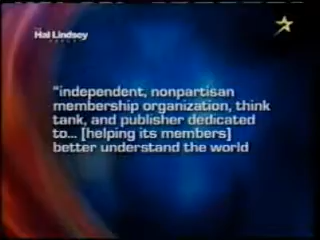 Hal Lindsey
REPORT
"independent, nonpartisan
membership organization, think
tank, and publisher dedicated
to... [helping its members]
better understand the world